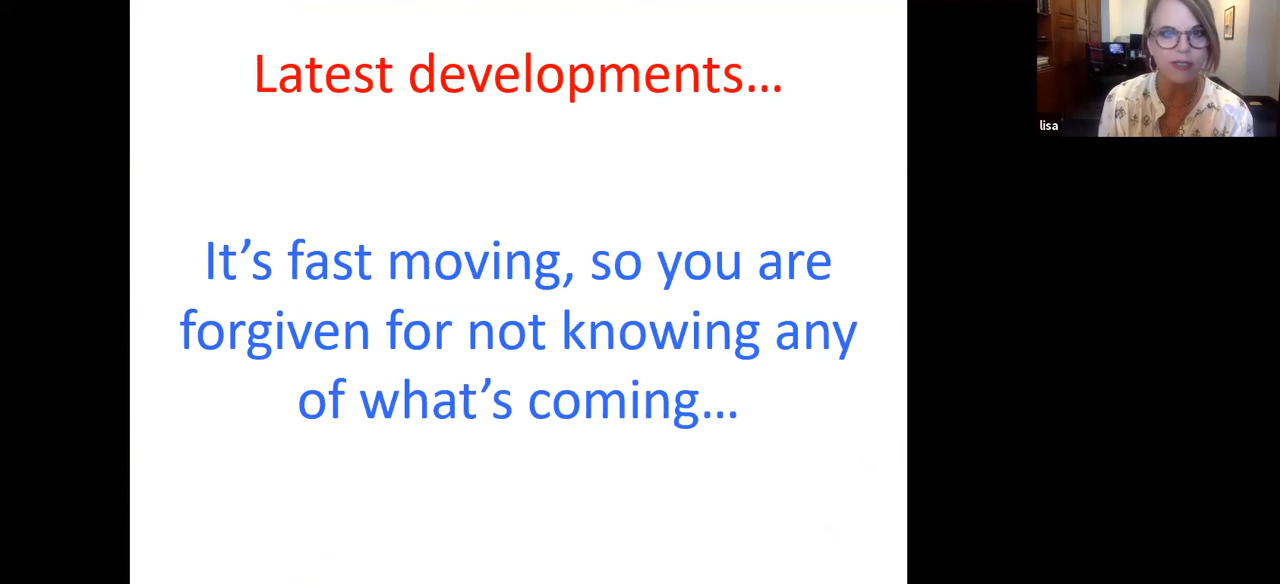 Latest developments...
It's fast moving, so you are
forgiven for not knowing any
of what's coming...
lisa